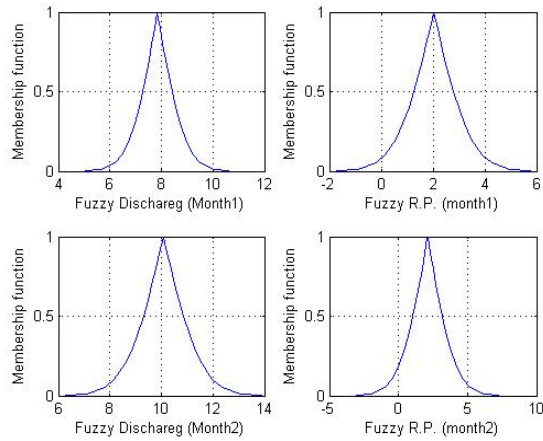 Membership function
1
0.5
0
4 6 8 10 12
Fuzzy Dischareg (Month1)
Membership function
1
0.5
0
-2 0 2 4 6
Fuzzy R.P. (month1)
Membership function
1
0.5
0
6 8 10 12 14
Fuzzy Dischareg (Month2)
Membership function
1
0.5
0
-5 0 5 10
Fuzzy R.P. (month2)